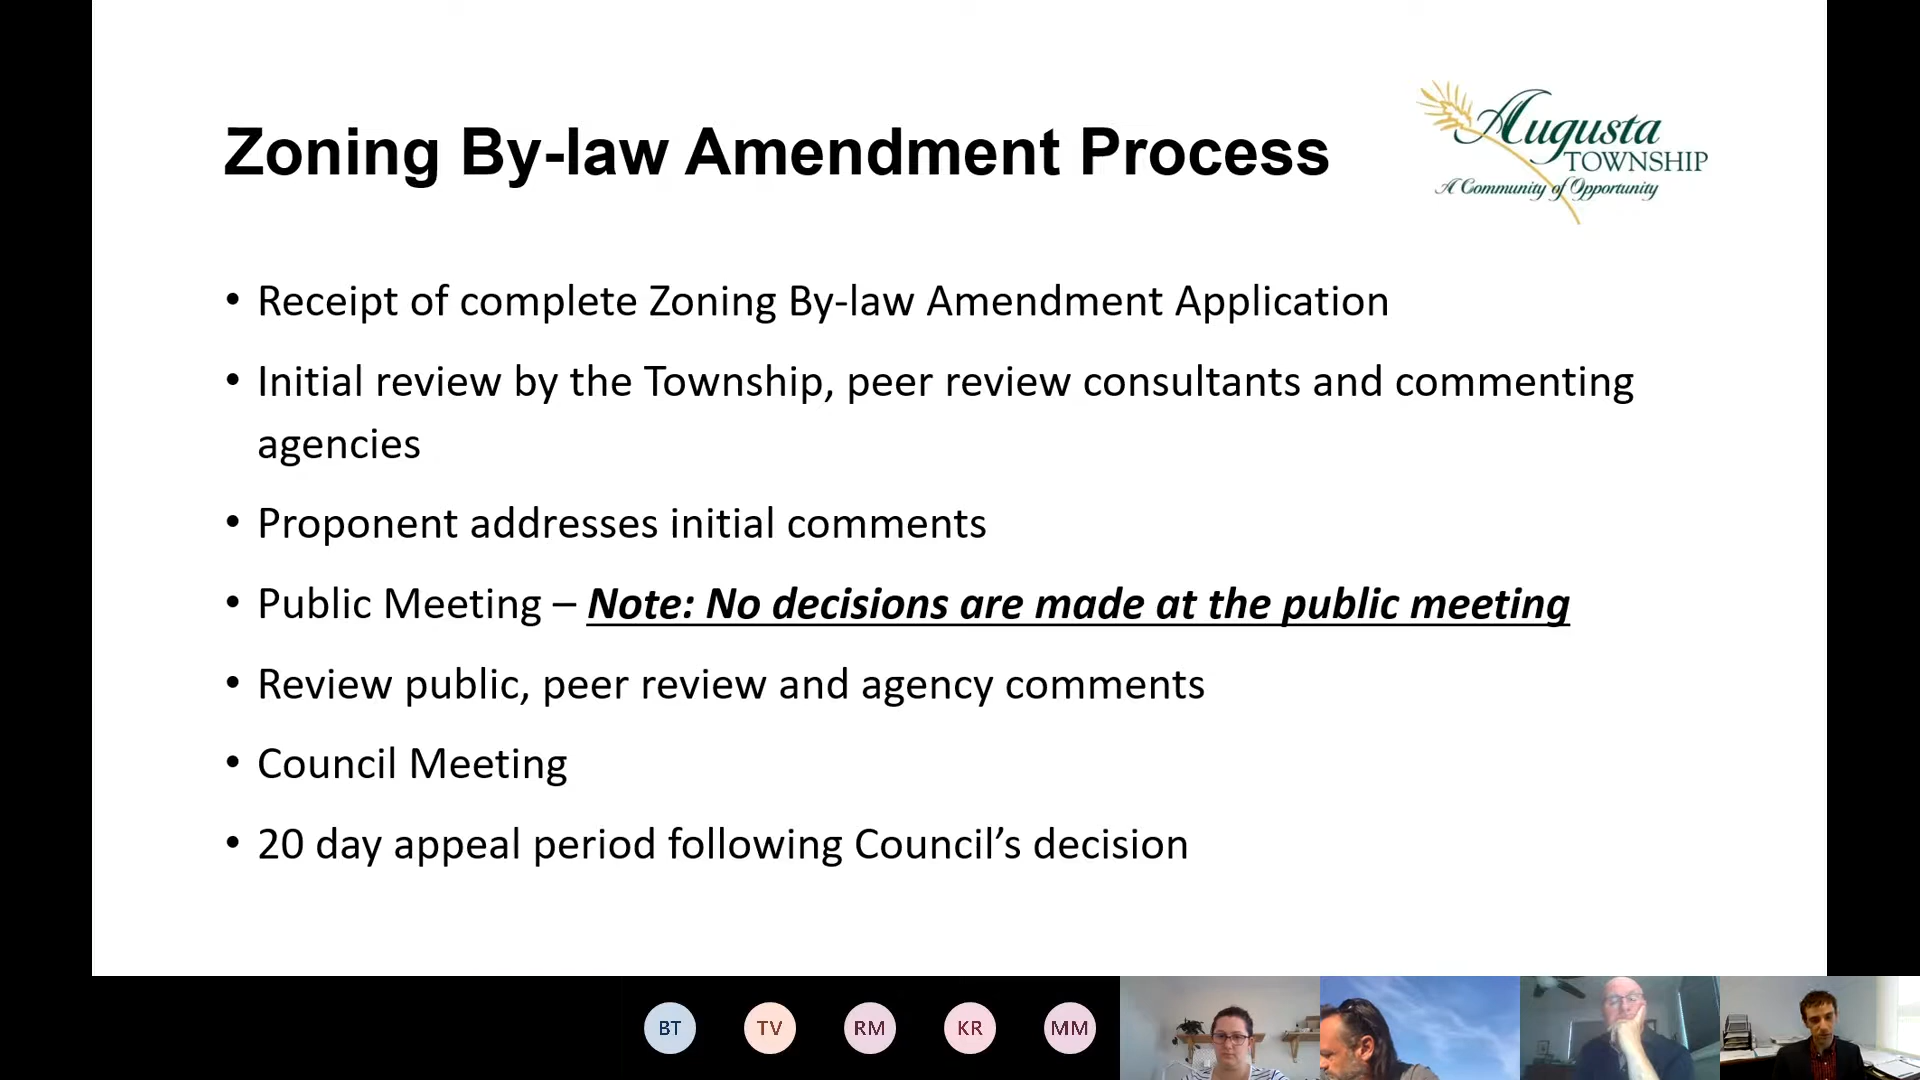 Zoning By-law Amendment Process
Augusta
TOWNSHIP
A Community of Opportunity
• Receipt of complete Zoning By-law Amendment Application
• Initial review by the Township, peer review consultants and commenting
agencies
• Proponent addresses initial comments
• Public Meeting – Note: No decisions are made at the public meeting
• Review public, peer review and agency comments
• Council Meeting
• 20 day appeal period following Council’s decision
BT TV RM KR MM